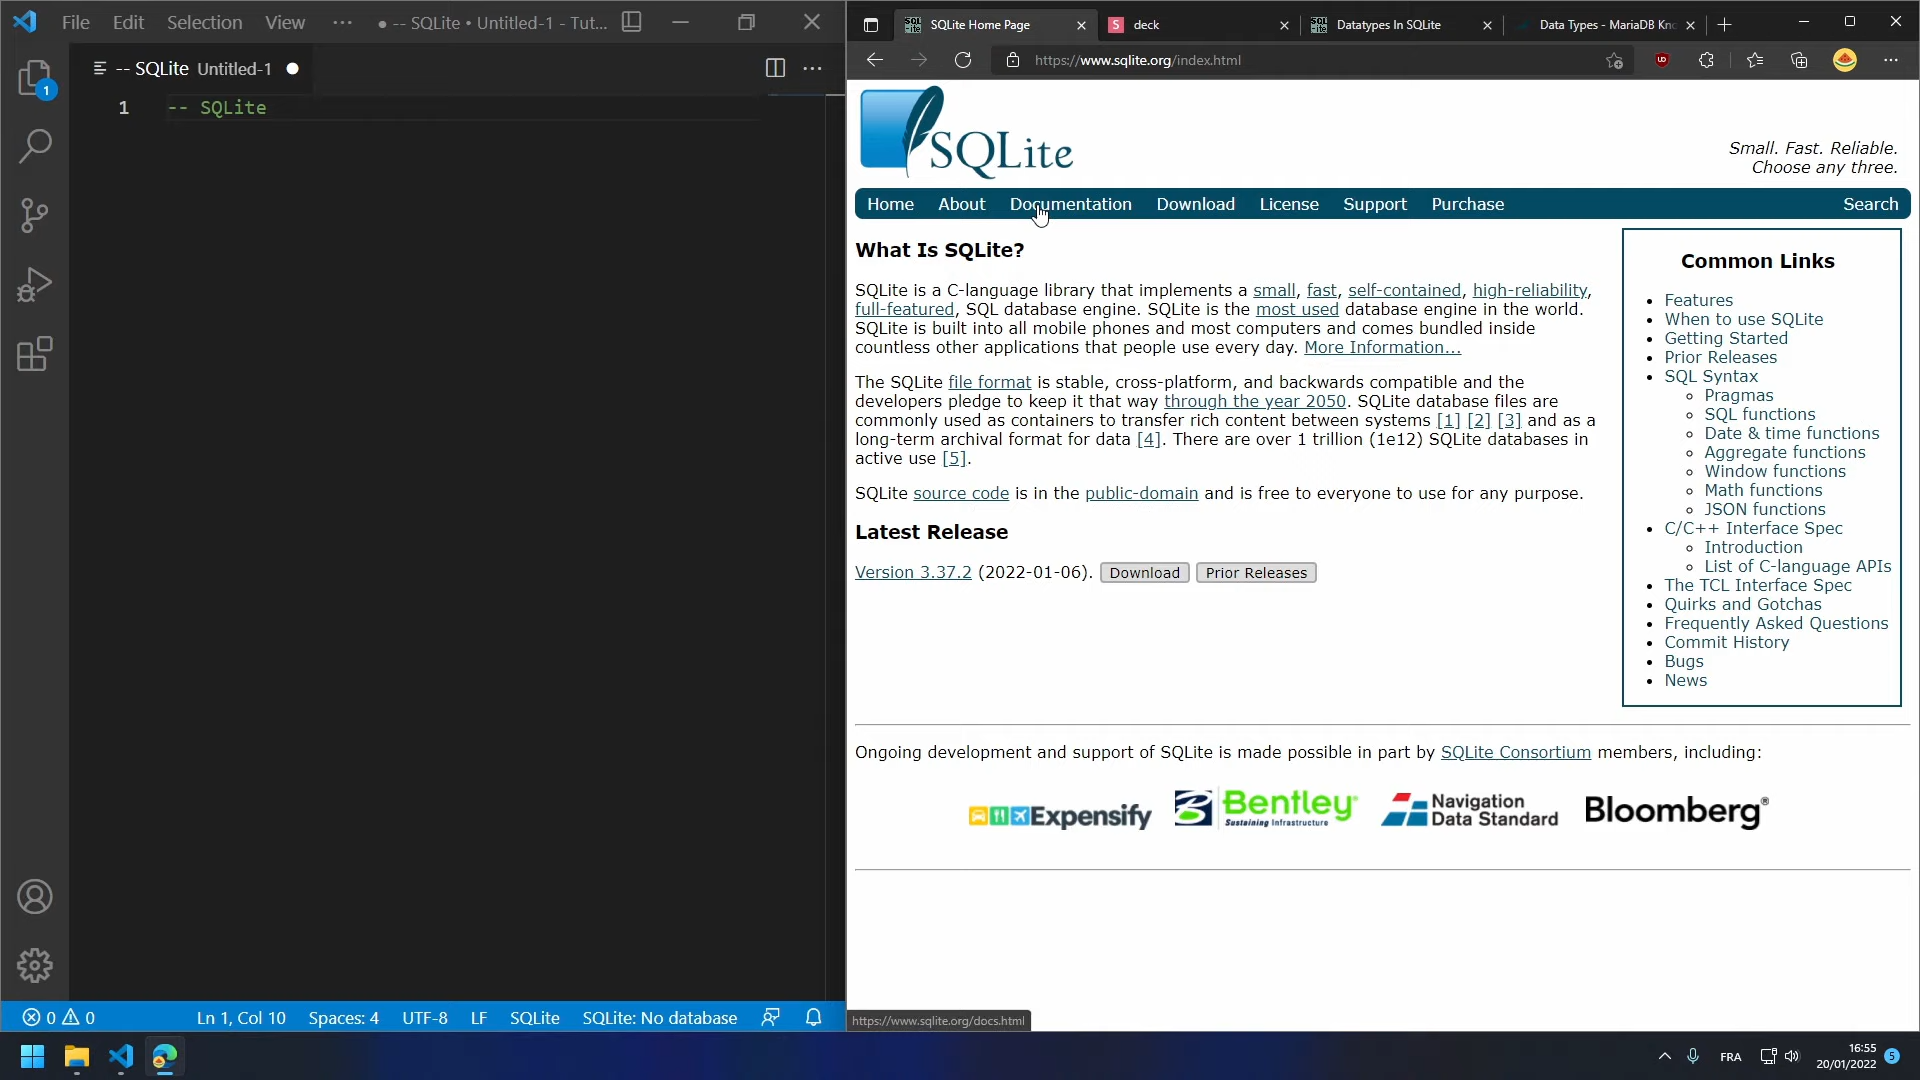 File Edit Selection View ··· ● -- SQLite • Untitled-1 - Tut...
1
-- SQLite Untitled-1 ●
1 -- SQLite
0 0 Ln 1, Col 10 Spaces: 4 UTF-8 LF SQLite SQLite: No database
SQLite Home Page
S deck
Datatypes In SQLite
Data Types - MariaDB Kno
https://www.sqlite.org/index.html
SQLite
Small. Fast. Reliable.
Choose any three.
Home About Documentation Download License Support Purchase Search
What Is SQLite?
SQLite is a C-language library that implements a small, fast, self-contained, high-reliability,
full-featured, SQL database engine. SQLite is the most used database engine in the world.
SQLite is built into all mobile phones and most computers and comes bundled inside
countless other applications that people use every day. More Information...
The SQLite file format is stable, cross-platform, and backwards compatible and the
developers pledge to keep it that way through the year 2050. SQLite database files are
commonly used as containers to transfer rich content between systems [1] [2] [3] and as a
long-term archival format for data [4]. There are over 1 trillion (1e12) SQLite databases in
active use [5].
SQLite source code is in the public-domain and is free to everyone to use for any purpose.
Latest Release
Version 3.37.2 (2022-01-06). Download Prior Releases
Common Links
• Features
• When to use SQLite
• Getting Started
• Prior Releases
• SQL Syntax
◦ Pragmas
◦ SQL functions
◦ Date & time functions
◦ Aggregate functions
◦ Window functions
◦ Math functions
◦ JSON functions
• C/C++ Interface Spec
◦ Introduction
◦ List of C-language APIs
• The TCL Interface Spec
• Quirks and Gotchas
• Frequently Asked Questions
• Commit History
• Bugs
• News
Ongoing development and support of SQLite is made possible in part by SQLite Consortium members, including:
Expensify
B Bentley®
Sustaining Infrastructure
Navigation
Data Standard
Bloomberg®
https://www.sqlite.org/docs.html
FRA
16:55
20/01/2022
5